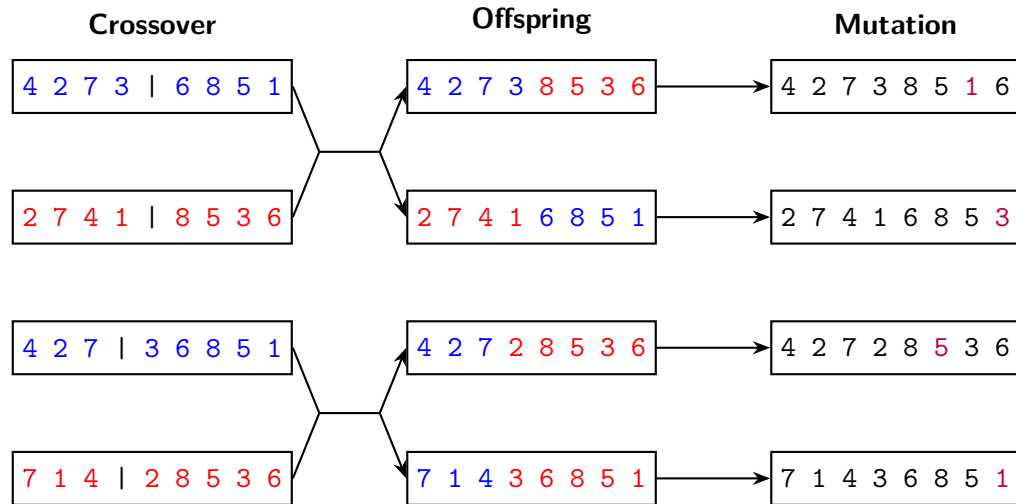 Crossover Offspring Mutation
4 2 7 3 | 6 8 5 1 4 2 7 3 8 5 3 6 4 2 7 3 8 5 1 6
2 7 4 1 | 8 5 3 6 2 7 4 1 6 8 5 1 2 7 4 1 6 8 5 3
4 2 7 | 3 6 8 5 1 4 2 7 2 8 5 3 6 4 2 7 2 8 5 3 6
7 1 4 | 2 8 5 3 6 7 1 4 3 6 8 5 1 7 1 4 3 6 8 5 1